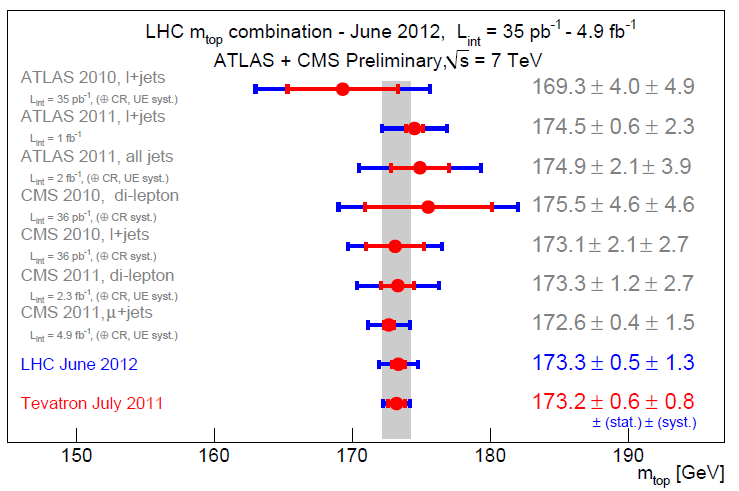 LHC m_top combination - June 2012, L_int = 35 pb⁻¹ - 4.9 fb⁻¹
ATLAS + CMS Preliminary, √s = 7 TeV
ATLAS 2010, l+jets 169.3 ± 4.0 ± 4.9
L_int = 35 pb⁻¹, (⊕ CR, UE syst.)
ATLAS 2011, l+jets 174.5 ± 0.6 ± 2.3
L_int = 1 fb⁻¹
ATLAS 2011, all jets 174.9 ± 2.1 ± 3.9
L_int = 2 fb⁻¹, (⊕ CR, UE syst.)
CMS 2010, di-lepton 175.5 ± 4.6 ± 4.6
L_int = 36 pb⁻¹, (⊕ CR syst.)
CMS 2010, l+jets 173.1 ± 2.1 ± 2.7
L_int = 36 pb⁻¹, (⊕ CR syst.)
CMS 2011, di-lepton 173.3 ± 1.2 ± 2.7
L_int = 2.3 fb⁻¹, (⊕ CR, UE syst.)
CMS 2011, μ+jets 172.6 ± 0.4 ± 1.5
L_int = 4.9 fb⁻¹, (⊕ CR, UE syst.)
LHC June 2012 173.3 ± 0.5 ± 1.3
Tevatron July 2011 173.2 ± 0.6 ± 0.8
± (stat.) ± (syst.)
150 160 170 180 190
m_top [GeV]